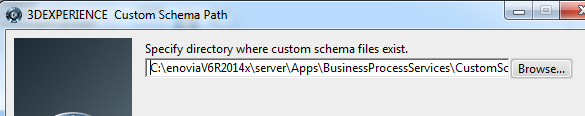 3DEXPERIENCE Custom Schema Path
Specify directory where custom schema files exist.
C:\enoviaV6R2014x\server\Apps\BusinessProcessServices\CustomSc
Browse...